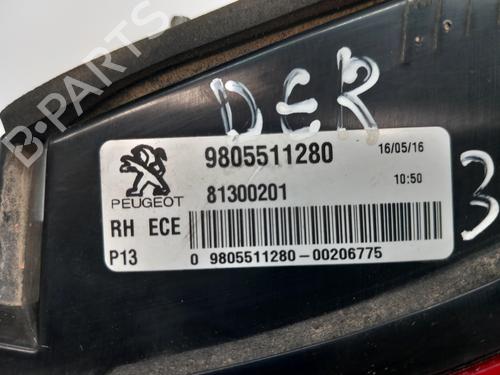 B-PARTS
DER
9805511280
16/05/16
PEUGEOT
81300201
10:50
RH ECE
P13
0 9805511280-00206775
3